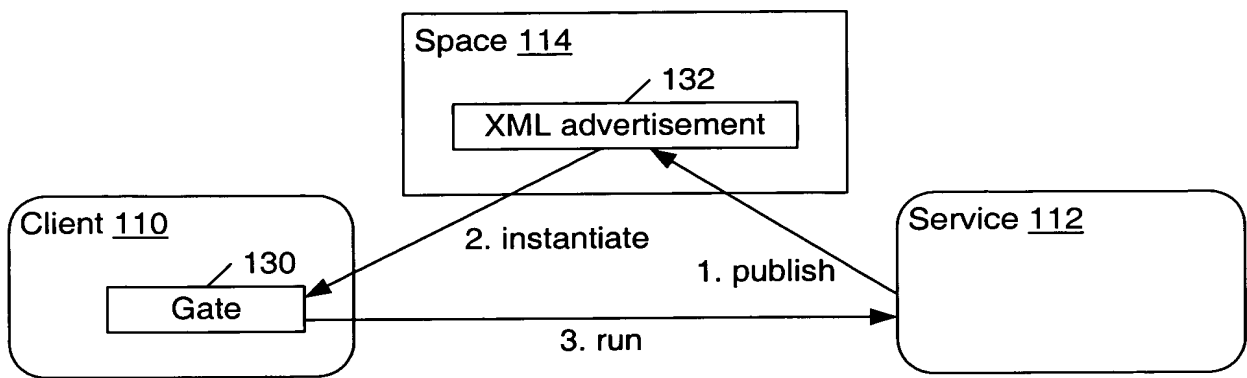 Space 114
132
XML advertisement
Client 110
2. instantiate
Service 112
1. publish
130
Gate
3. run